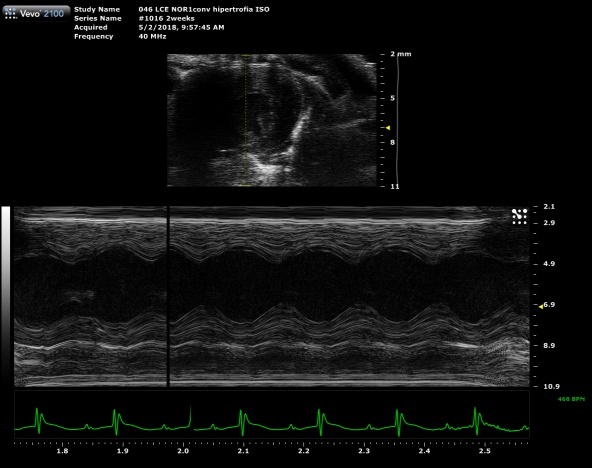 Vevo 2100
Study Name 046 LCE NOR1conv hipertrofia ISO
Series Name #1016 2weeks
Acquired 5/2/2018, 9:57:45 AM
Frequency 40 MHz
2 mm
5
8
11
2.1
2.9
4.9
6.9
8.9
10.9
468 BPM
1.8 1.9 2.0 2.1 2.2 2.3 2.4 2.5